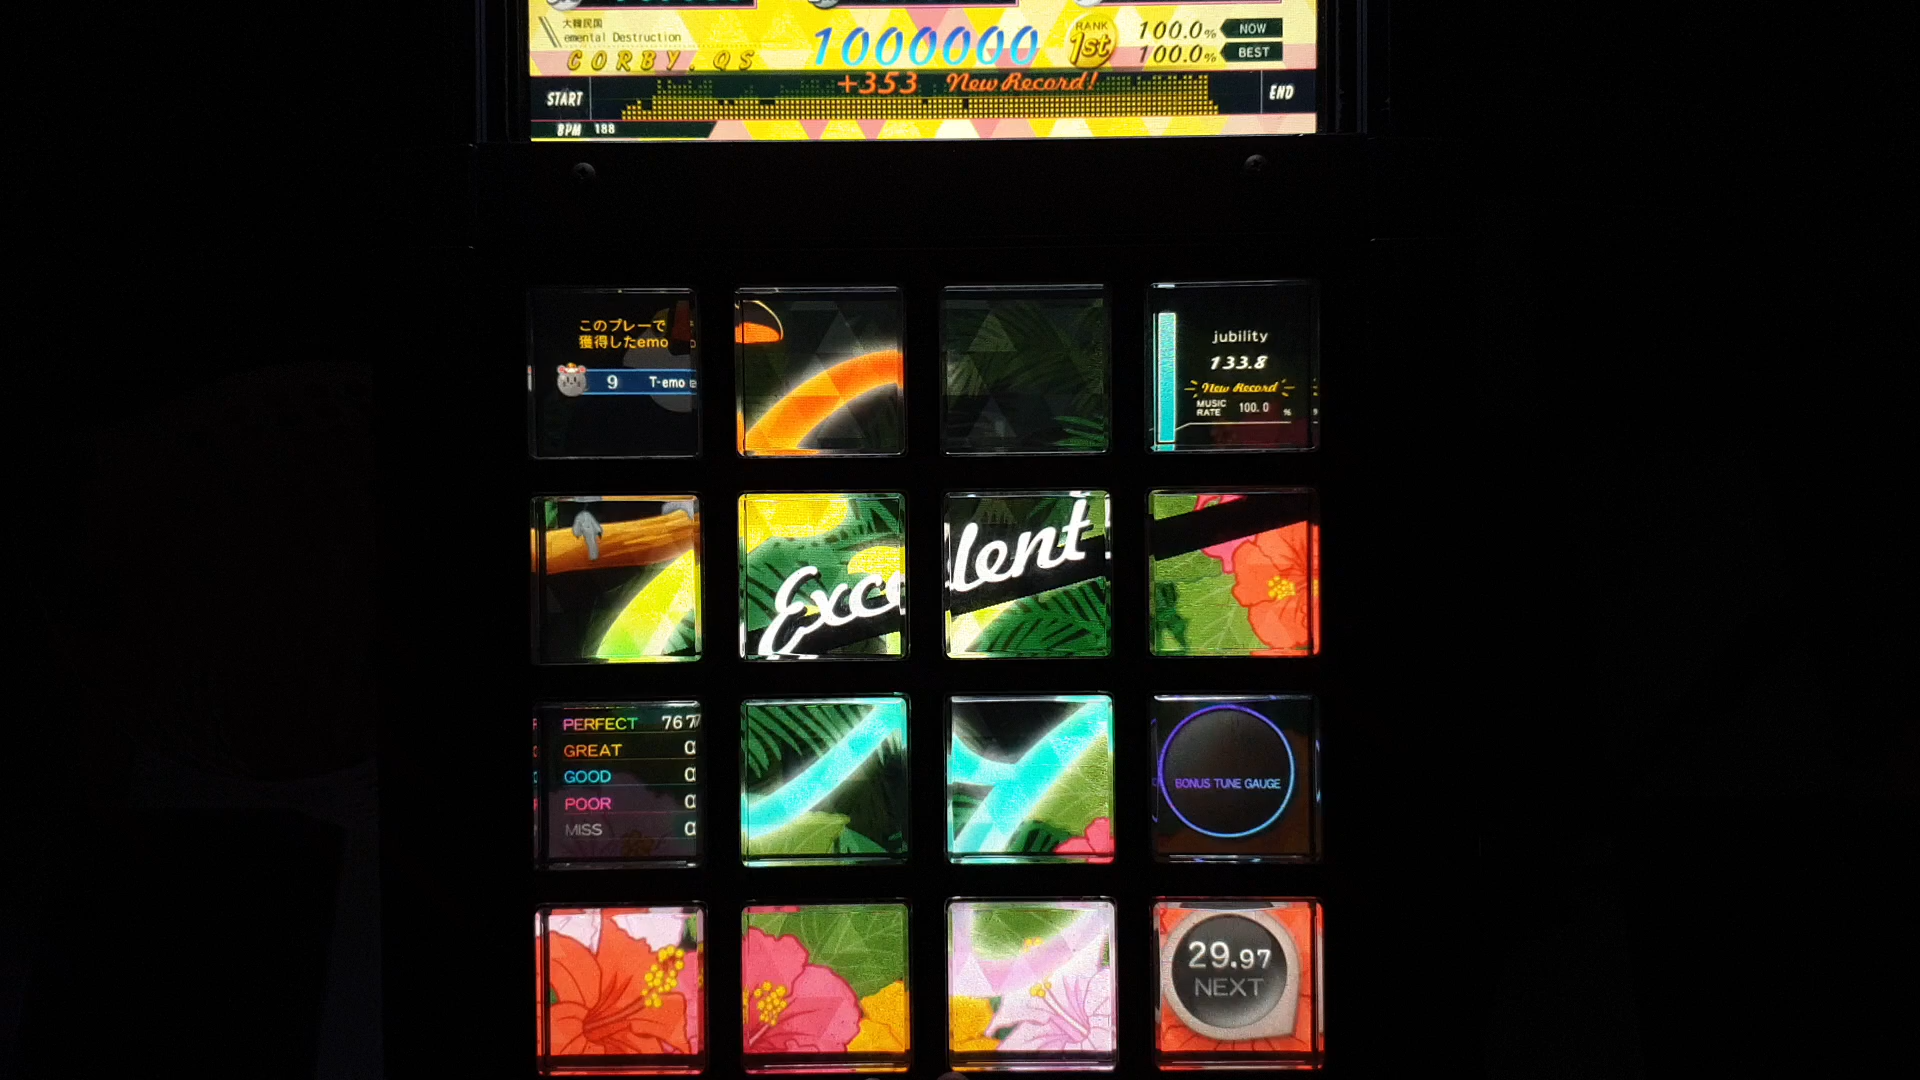 大韓民国
emental Destruction
CORBY.QS
1000000
RANK
1st
100.0% NOW
100.0% BEST
+353 New Record!
START
END
BPM 188
このプレーで
獲得したemo
9 T-emo
jubility
133.8
New Record
MUSIC RATE 100.0 %
Excellent!
PERFECT 767
GREAT 0
GOOD 0
POOR 0
MISS 0
BONUS TUNE GAUGE
29.97
NEXT